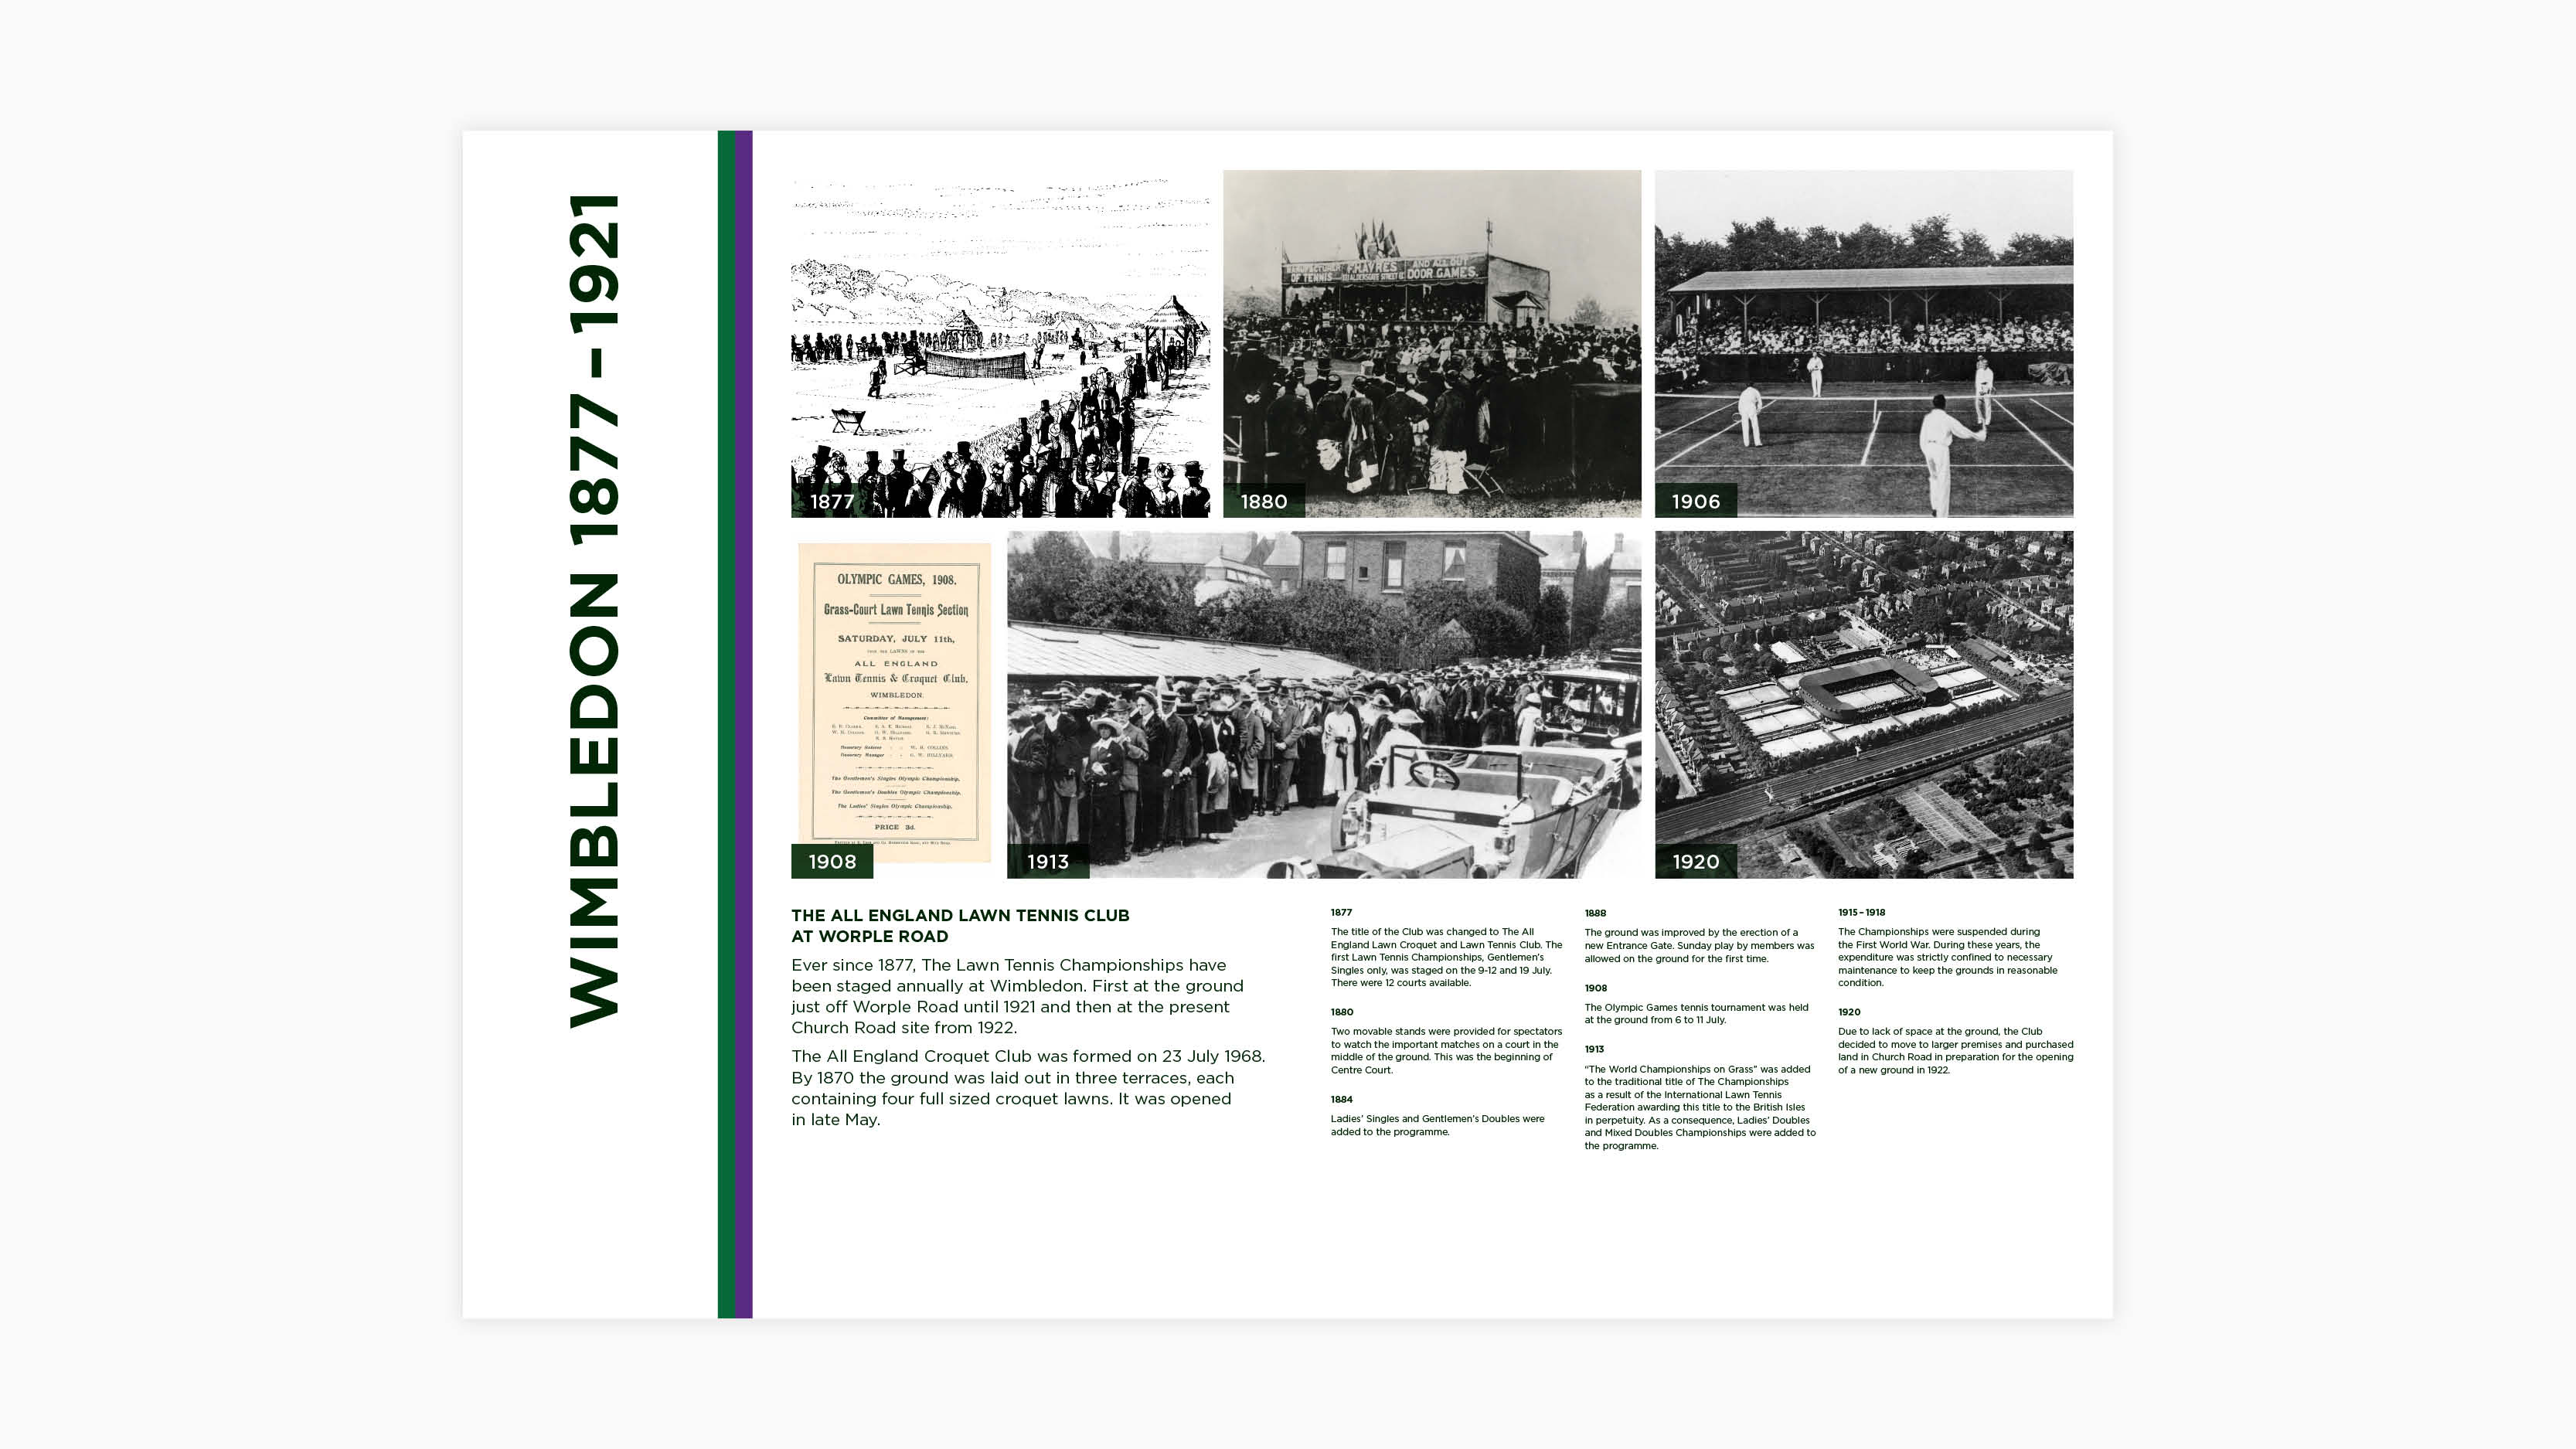 WIMBLEDON 1877 – 1921
1877
MANUFACTURER
OF TENNIS
F.H.AYRES
111 ALDERSGATE STREET
AND ALL OUT
DOOR GAMES.
1880
1906
OLYMPIC GAMES, 1908.
Grass-Court Lawn Tennis Section
SATURDAY, JULY 11th,
ALL ENGLAND
Lawn Tennis & Croquet Club,
WIMBLEDON.
Committee of Management:
The Gentlemen's Singles Olympic Championship,
The Gentlemen's Doubles Olympic Championship,
The Ladies' Singles Olympic Championship,
PRICE 3d.
1908
1913
1920
THE ALL ENGLAND LAWN TENNIS CLUB
AT WORPLE ROAD
Ever since 1877, The Lawn Tennis Championships have
been staged annually at Wimbledon. First at the ground
just off Worple Road until 1921 and then at the present
Church Road site from 1922.
The All England Croquet Club was formed on 23 July 1968.
By 1870 the ground was laid out in three terraces, each
containing four full sized croquet lawns. It was opened
in late May.
1877
The title of the Club was changed to The All
England Lawn Croquet and Lawn Tennis Club. The
first Lawn Tennis Championships, Gentlemen's
Singles only, was staged on the 9-12 and 19 July.
There were 12 courts available.
1880
Two movable stands were provided for spectators
to watch the important matches on a court in the
middle of the ground. This was the beginning of
Centre Court.
1884
Ladies' Singles and Gentlemen's Doubles were
added to the programme.
1888
The ground was improved by the erection of a
new Entrance Gate. Sunday play by members was
allowed on the ground for the first time.
1908
The Olympic Games tennis tournament was held
at the ground from 6 to 11 July.
1913
"The World Championships on Grass" was added
to the traditional title of The Championships
as a result of the International Lawn Tennis
Federation awarding this title to the British Isles
in perpetuity. As a consequence, Ladies' Doubles
and Mixed Doubles Championships were added to
the programme.
1915 – 1918
The Championships were suspended during
the First World War. During these years, the
expenditure was strictly confined to necessary
maintenance to keep the grounds in reasonable
condition.
1920
Due to lack of space at the ground, the Club
decided to move to larger premises and purchased
land in Church Road in preparation for the opening
of a new ground in 1922.